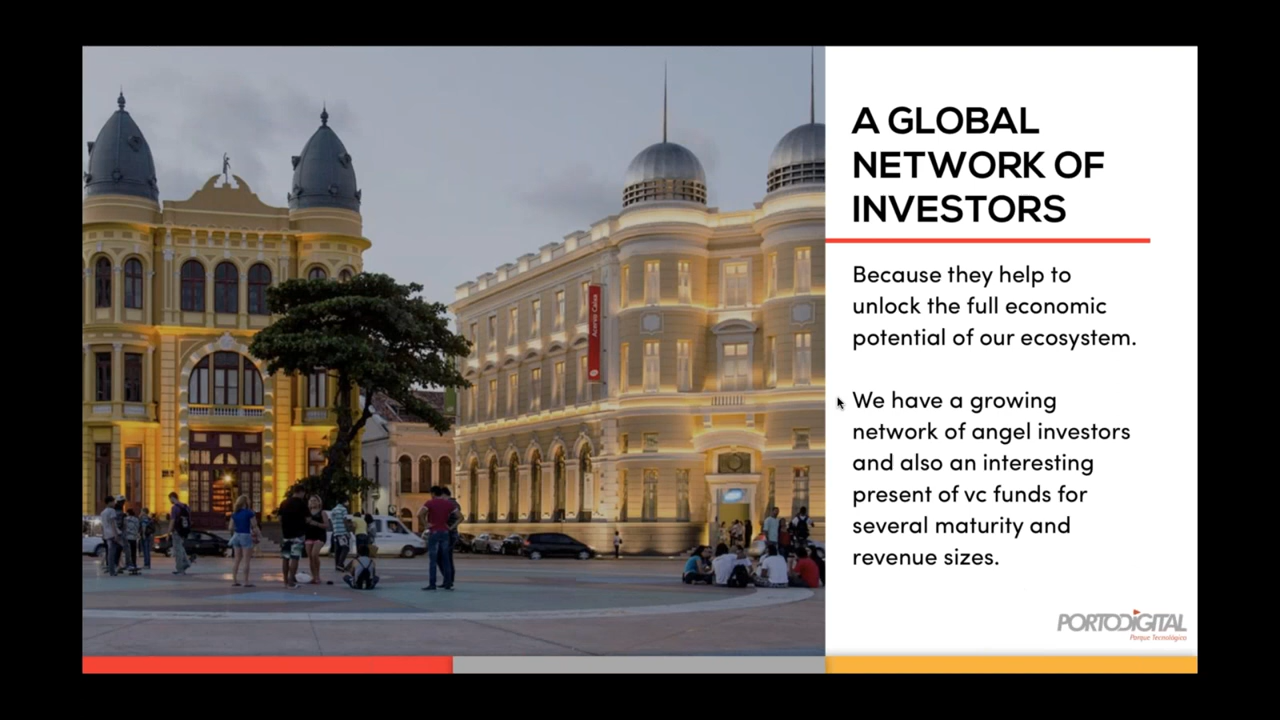 A GLOBAL
NETWORK OF
INVESTORS
Because they help to
unlock the full economic
potential of our ecosystem.
We have a growing
network of angel investors
and also an interesting
present of vc funds for
several maturity and
revenue sizes.
PORTODIGITAL
Parque Tecnológico